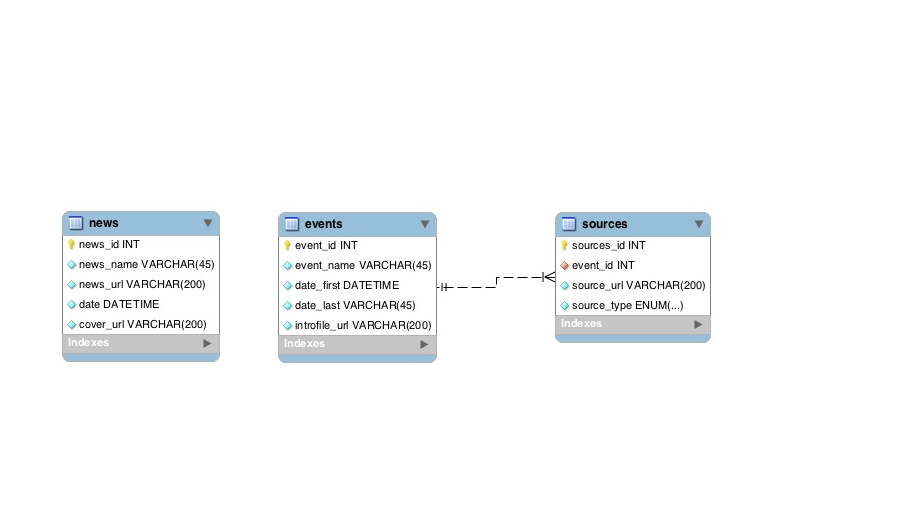 news
news_id INT
news_name VARCHAR(45)
news_url VARCHAR(200)
date DATETIME
cover_url VARCHAR(200)
Indexes
events
event_id INT
event_name VARCHAR(45)
date_first DATETIME
date_last VARCHAR(45)
introfile_url VARCHAR(200)
Indexes
sources
sources_id INT
event_id INT
source_url VARCHAR(200)
source_type ENUM(...)
Indexes